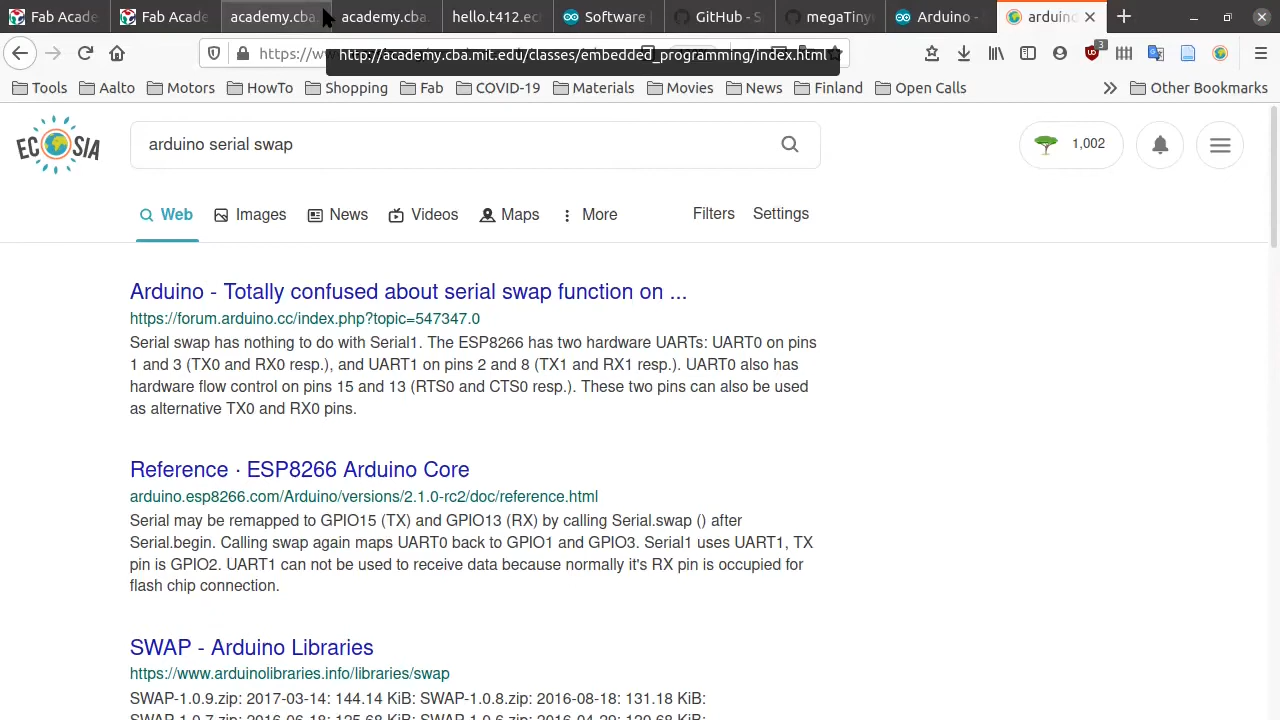 Fab Acade
Fab Acade
academy.cba.
academy.cba.
hello.t412.ech
Software |
GitHub - S
megaTinyC
Arduino -
arduino
https://ww
http://academy.cba.mit.edu/classes/embedded_programming/index.html
3
Tools
Aalto
Motors
HowTo
Shopping
Fab
COVID-19
Materials
Movies
News
Finland
Open Calls
Other Bookmarks
ECOSIA
arduino serial swap
1,002
Web
Images
News
Videos
Maps
More
Filters
Settings
Arduino - Totally confused about serial swap function on ...
https://forum.arduino.cc/index.php?topic=547347.0
Serial swap has nothing to do with Serial1. The ESP8266 has two hardware UARTs: UART0 on pins
1 and 3 (TX0 and RX0 resp.), and UART1 on pins 2 and 8 (TX1 and RX1 resp.). UART0 also has
hardware flow control on pins 15 and 13 (RTS0 and CTS0 resp.). These two pins can also be used
as alternative TX0 and RX0 pins.
Reference · ESP8266 Arduino Core
arduino.esp8266.com/Arduino/versions/2.1.0-rc2/doc/reference.html
Serial may be remapped to GPIO15 (TX) and GPIO13 (RX) by calling Serial.swap () after
Serial.begin. Calling swap again maps UART0 back to GPIO1 and GPIO3. Serial1 uses UART1, TX
pin is GPIO2. UART1 can not be used to receive data because normally it's RX pin is occupied for
flash chip connection.
SWAP - Arduino Libraries
https://www.arduinolibraries.info/libraries/swap
SWAP-1.0.9.zip: 2017-03-14: 144.14 KiB: SWAP-1.0.8.zip: 2016-08-18: 131.18 KiB: